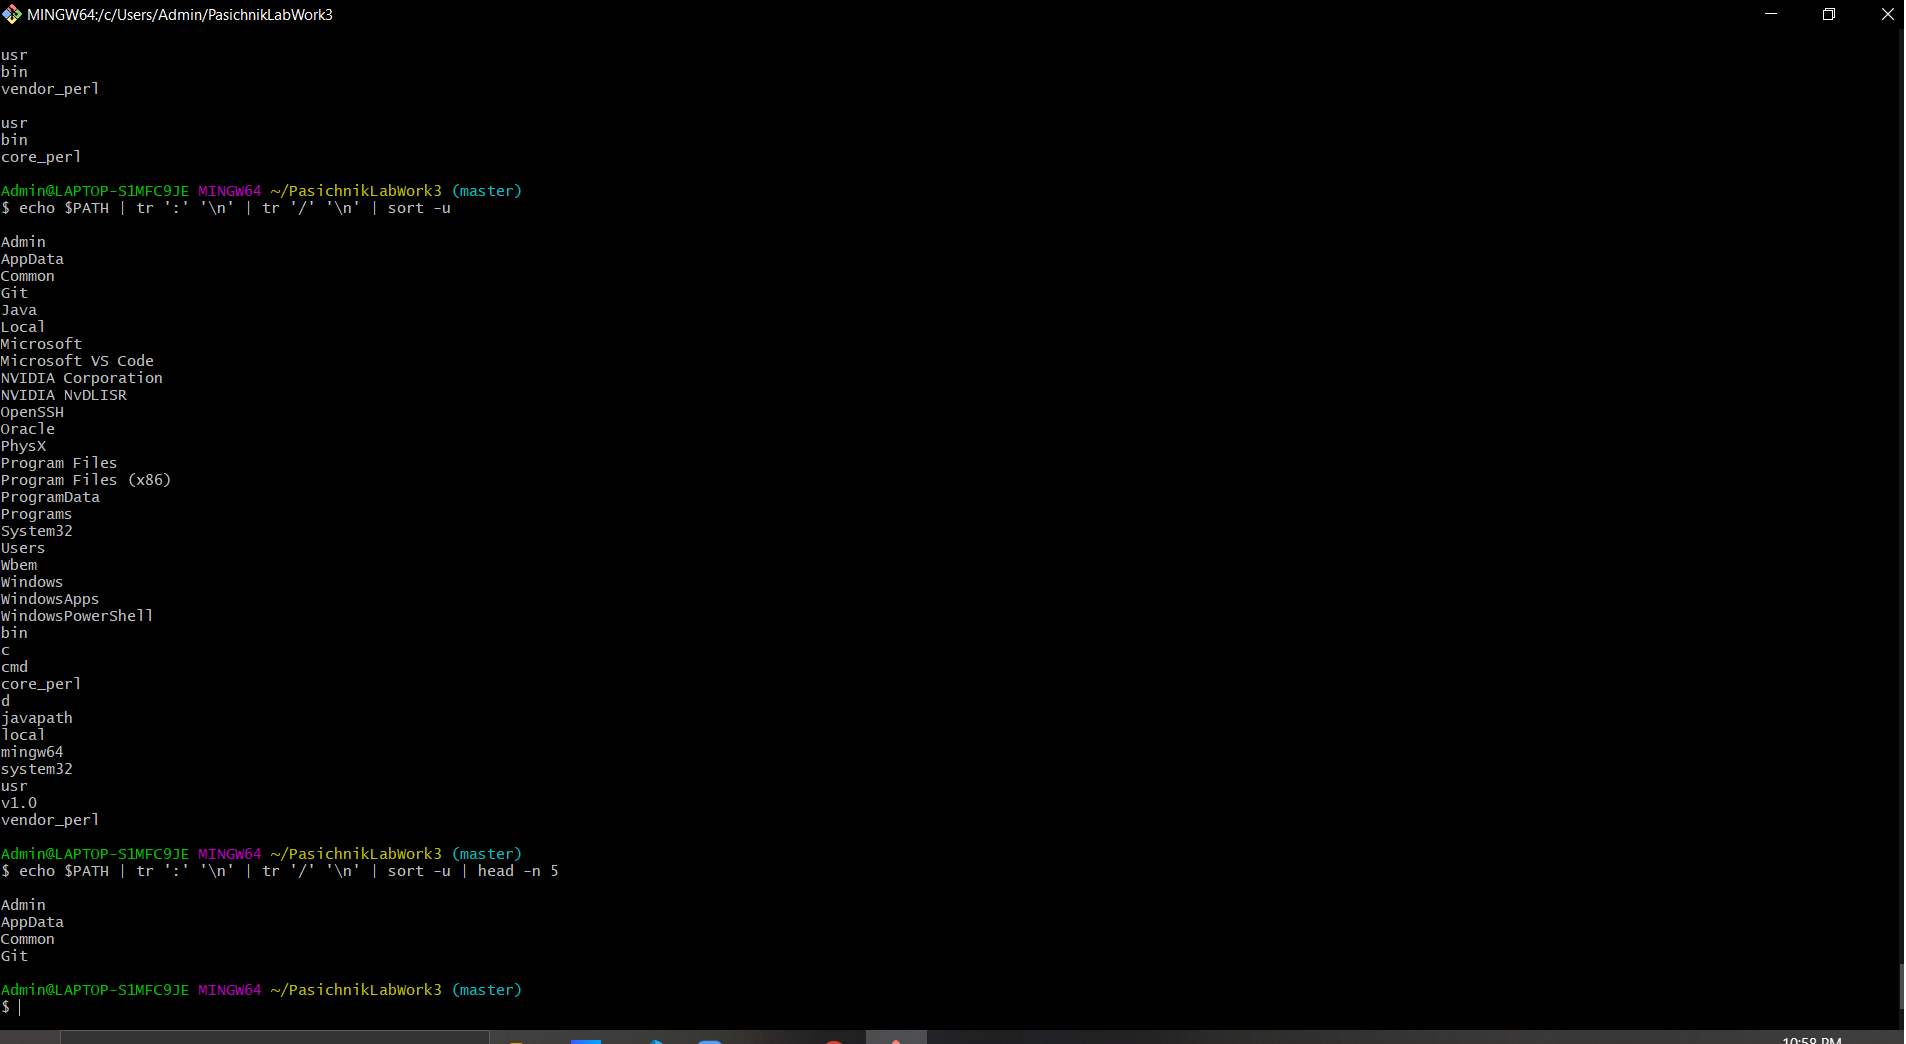 MINGW64:/c/Users/Admin/PasichnikLabWork3
usr
bin
vendor_perl
usr
bin
core_perl
Admin@LAPTOP-S1MFC9JE MINGW64 ~/PasichnikLabWork3 (master)
$ echo $PATH | tr ':' '\n' | tr '/' '\n' | sort -u
Admin
AppData
Common
Git
Java
Local
Microsoft
Microsoft VS Code
NVIDIA Corporation
NVIDIA NvDLISR
OpenSSH
Oracle
PhysX
Program Files
Program Files (x86)
ProgramData
Programs
System32
Users
Wbem
Windows
WindowsApps
WindowsPowerShell
bin
c
cmd
core_perl
d
javapath
local
mingw64
system32
usr
v1.0
vendor_perl
Admin@LAPTOP-S1MFC9JE MINGW64 ~/PasichnikLabWork3 (master)
$ echo $PATH | tr ':' '\n' | tr '/' '\n' | sort -u | head -n 5
Admin
AppData
Common
Git
Admin@LAPTOP-S1MFC9JE MINGW64 ~/PasichnikLabWork3 (master)
$
10:58 PM